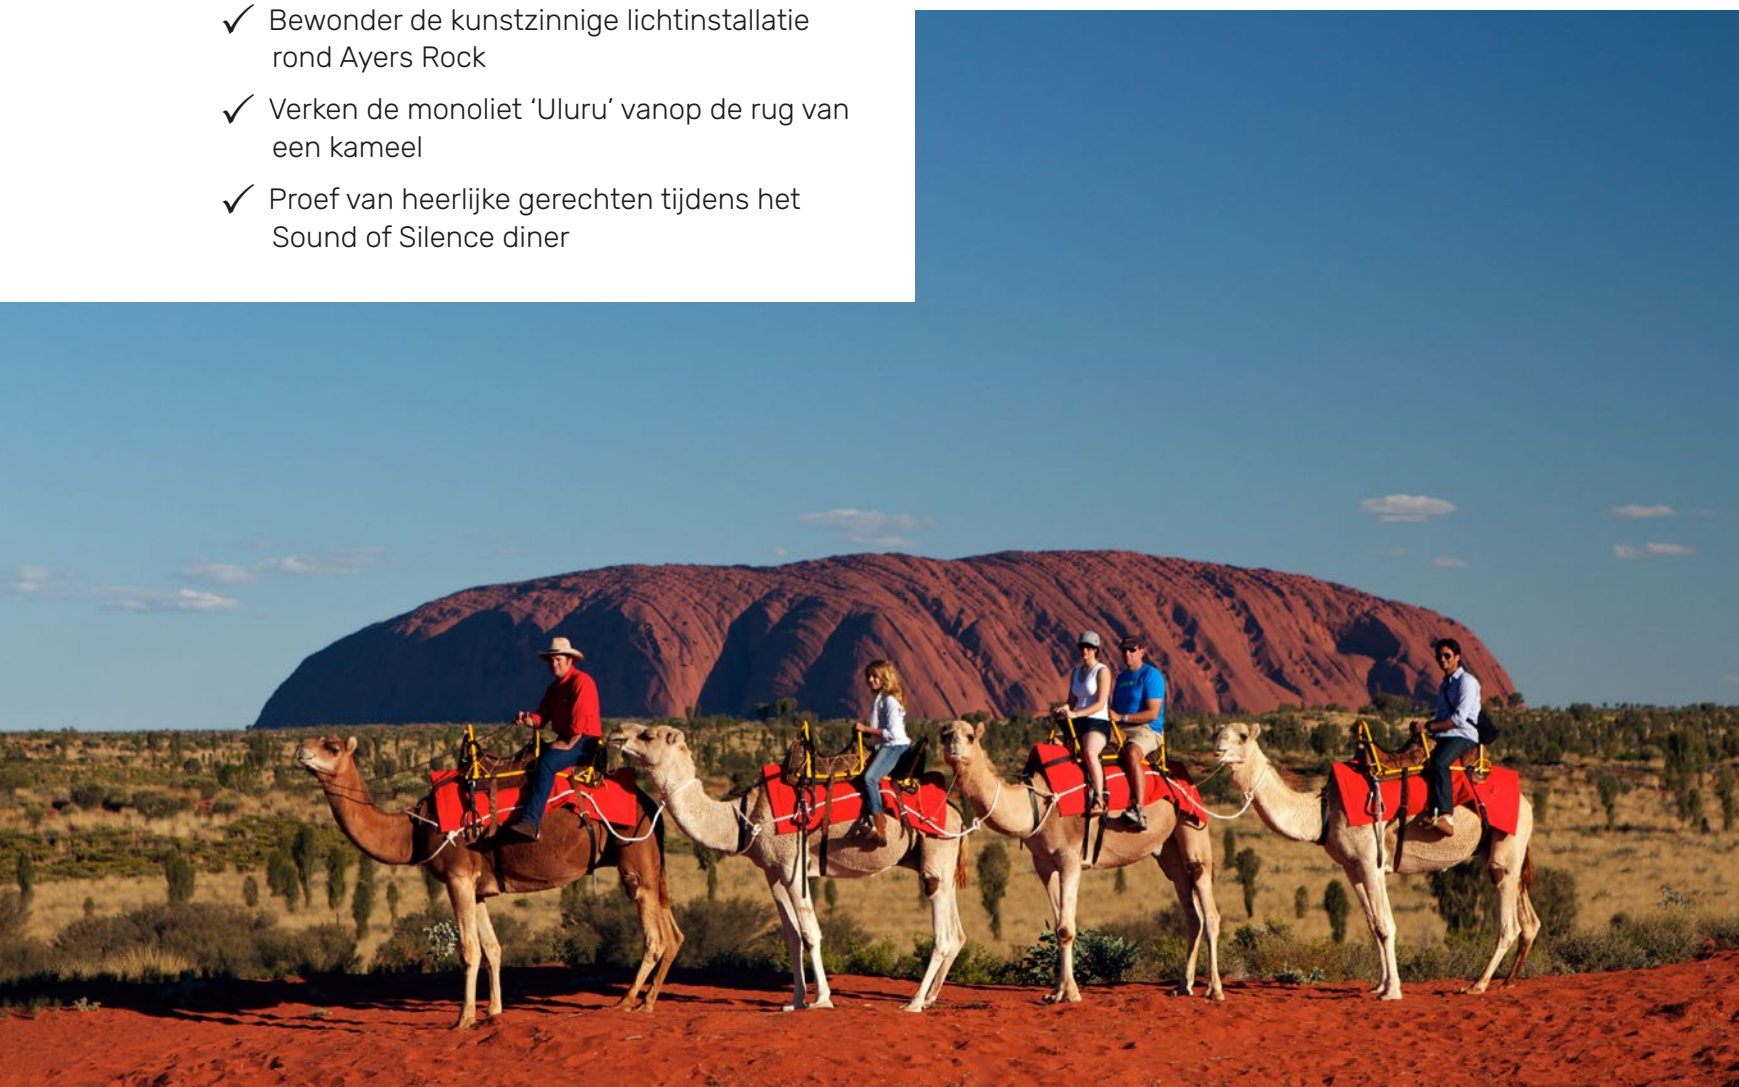 ✓ Bewonder de kunstzinnige lichtinstallatie
rond Ayers Rock
✓ Verken de monoliet ‘Uluru’ vanop de rug van
een kameel
✓ Proef van heerlijke gerechten tijdens het
Sound of Silence diner